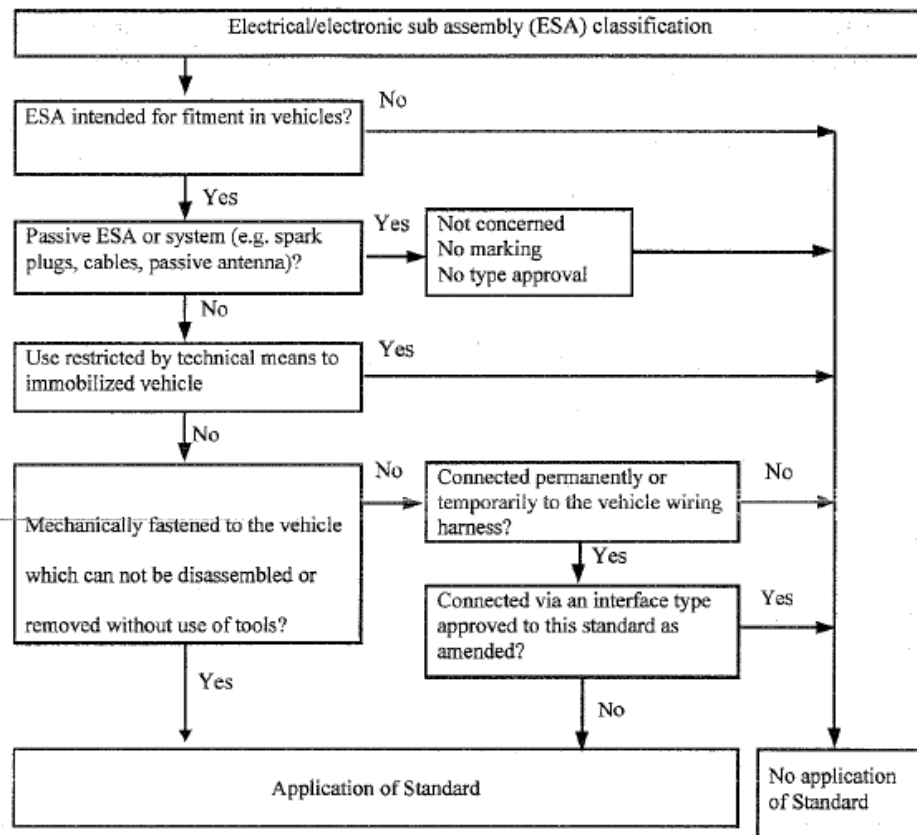 Electrical/electronic sub assembly (ESA) classification
No
ESA intended for fitment in vehicles?
Yes
Passive ESA or system (e.g. spark
plugs, cables, passive antenna)?
Yes
Not concerned
No marking
No type approval
No
Use restricted by technical means to
immobilized vehicle
Yes
No
Mechanically fastened to the vehicle
which can not be disassembled or
removed without use of tools?
No
Connected permanently or
temporarily to the vehicle wiring
harness?
No
Yes
Connected via an interface type
approved to this standard as
amended?
Yes
Yes
No
Application of Standard
No application
of Standard